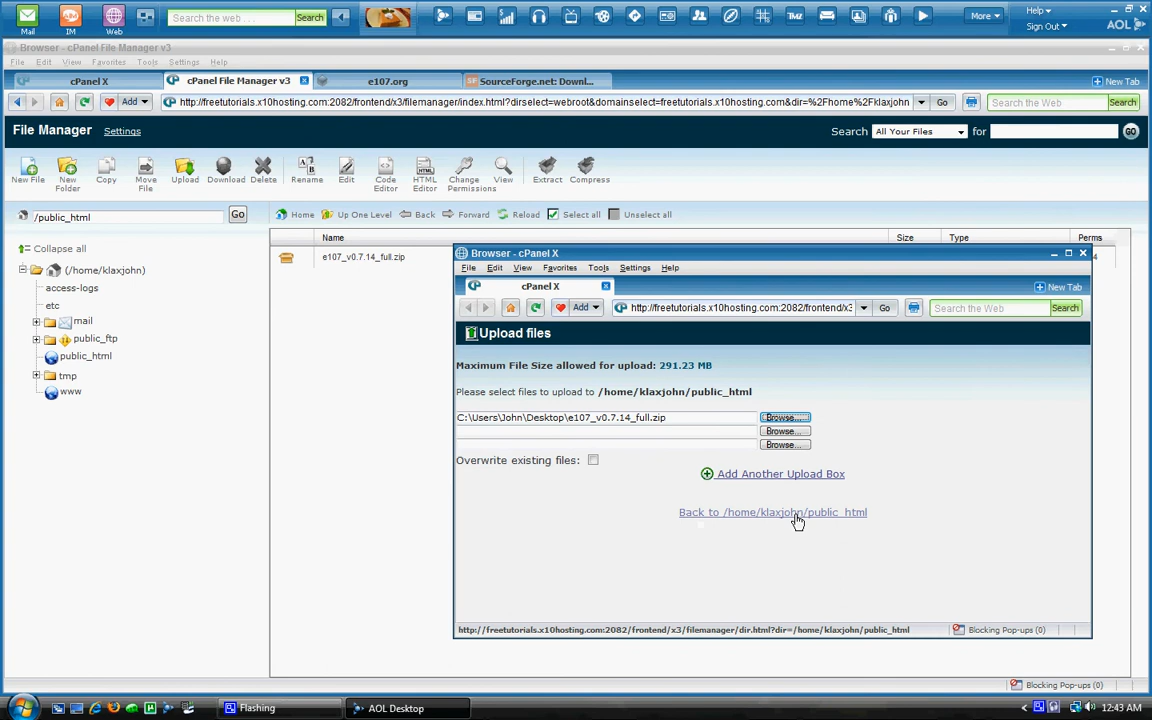 Mail
IM
Web
Search the web ...
Search
TMZ
More
Help
Sign Out
AOL
Browser - cPanel File Manager v3
File Edit View Favorites Tools Settings Help
cPanel X
cPanel File Manager v3
e107.org
SourceForge.net: Downl...
New Tab
Add
http://freetutorials.x10hosting.com:2082/frontend/x3/filemanager/index.html?dirselect=webroot&domainselect=freetutorials.x10hosting.com&dir=%2Fhome%2Fklaxjohn
Go
Search the Web
Search
File Manager
Settings
Search All Your Files for GO
New File
New Folder
Copy
Move File
Upload
Download
Delete
Rename
Edit
Code Editor
HTML Editor
Change Permissions
View
Extract
Compress
/public_html
Go
Home Up One Level Back Forward Reload Select all Unselect all
Collapse all
Name Size Type Perms
(/home/klaxjohn)
access-logs
etc
mail
public_ftp
public_html
tmp
www
e107_v0.7.14_full.zip
4
Browser - cPanel X
File Edit View Favorites Tools Settings Help
cPanel X
New Tab
Add
http://freetutorials.x10hosting.com:2082/frontend/x3
Go
Search the Web
Search
Upload files
Maximum File Size allowed for upload: 291.23 MB
Please select files to upload to /home/klaxjohn/public_html
C:\Users\John\Desktop\e107_v0.7.14_full.zip
Browse...
Browse...
Browse...
Overwrite existing files:
Add Another Upload Box
Back to /home/klaxjohn/public_html
http://freetutorials.x10hosting.com:2082/frontend/x3/filemanager/dir.html?dir=/home/klaxjohn/public_html
Blocking Pop-ups (0)
Blocking Pop-ups (0)
Flashing
AOL Desktop
12:43 AM